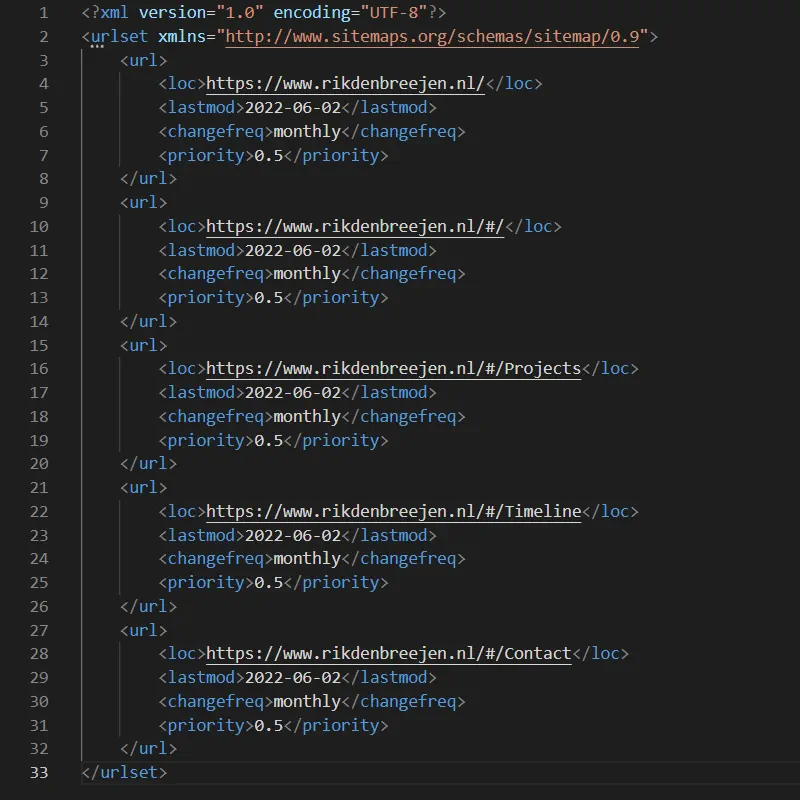 1 <?xml version="1.0" encoding="UTF-8"?>
2 <urlset xmlns="http://www.sitemaps.org/schemas/sitemap/0.9">
3     <url>
4         <loc>https://www.rikdenbreejen.nl/</loc>
5         <lastmod>2022-06-02</lastmod>
6         <changefreq>monthly</changefreq>
7         <priority>0.5</priority>
8     </url>
9     <url>
10         <loc>https://www.rikdenbreejen.nl/#/</loc>
11         <lastmod>2022-06-02</lastmod>
12         <changefreq>monthly</changefreq>
13         <priority>0.5</priority>
14     </url>
15     <url>
16         <loc>https://www.rikdenbreejen.nl/#/Projects</loc>
17         <lastmod>2022-06-02</lastmod>
18         <changefreq>monthly</changefreq>
19         <priority>0.5</priority>
20     </url>
21     <url>
22         <loc>https://www.rikdenbreejen.nl/#/Timeline</loc>
23         <lastmod>2022-06-02</lastmod>
24         <changefreq>monthly</changefreq>
25         <priority>0.5</priority>
26     </url>
27     <url>
28         <loc>https://www.rikdenbreejen.nl/#/Contact</loc>
29         <lastmod>2022-06-02</lastmod>
30         <changefreq>monthly</changefreq>
31         <priority>0.5</priority>
32     </url>
33 </urlset>